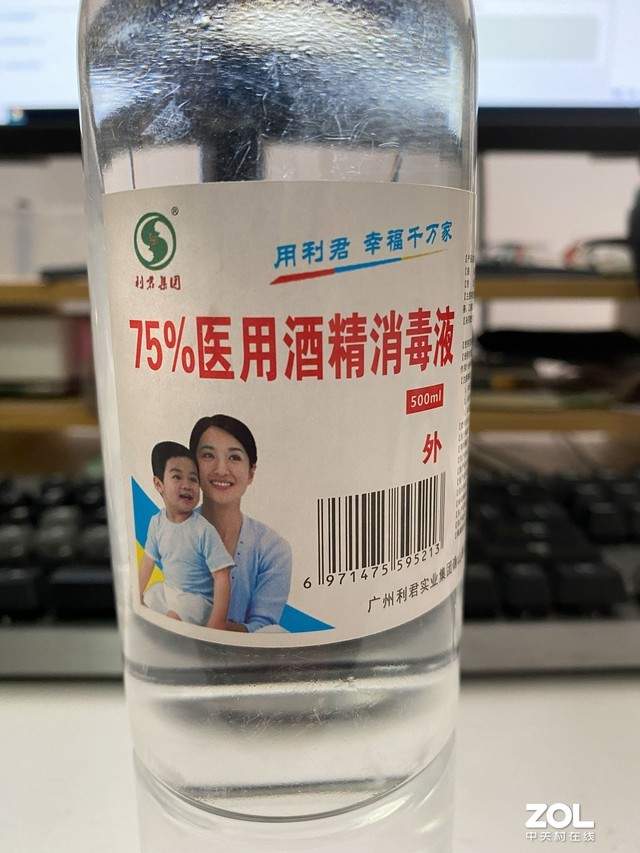 ®
利君集团
用利君 幸福千万家
75%医用酒精消毒液
500ml
外
6 971475 595213
广州利君实业集团
ZOL
中关村在线